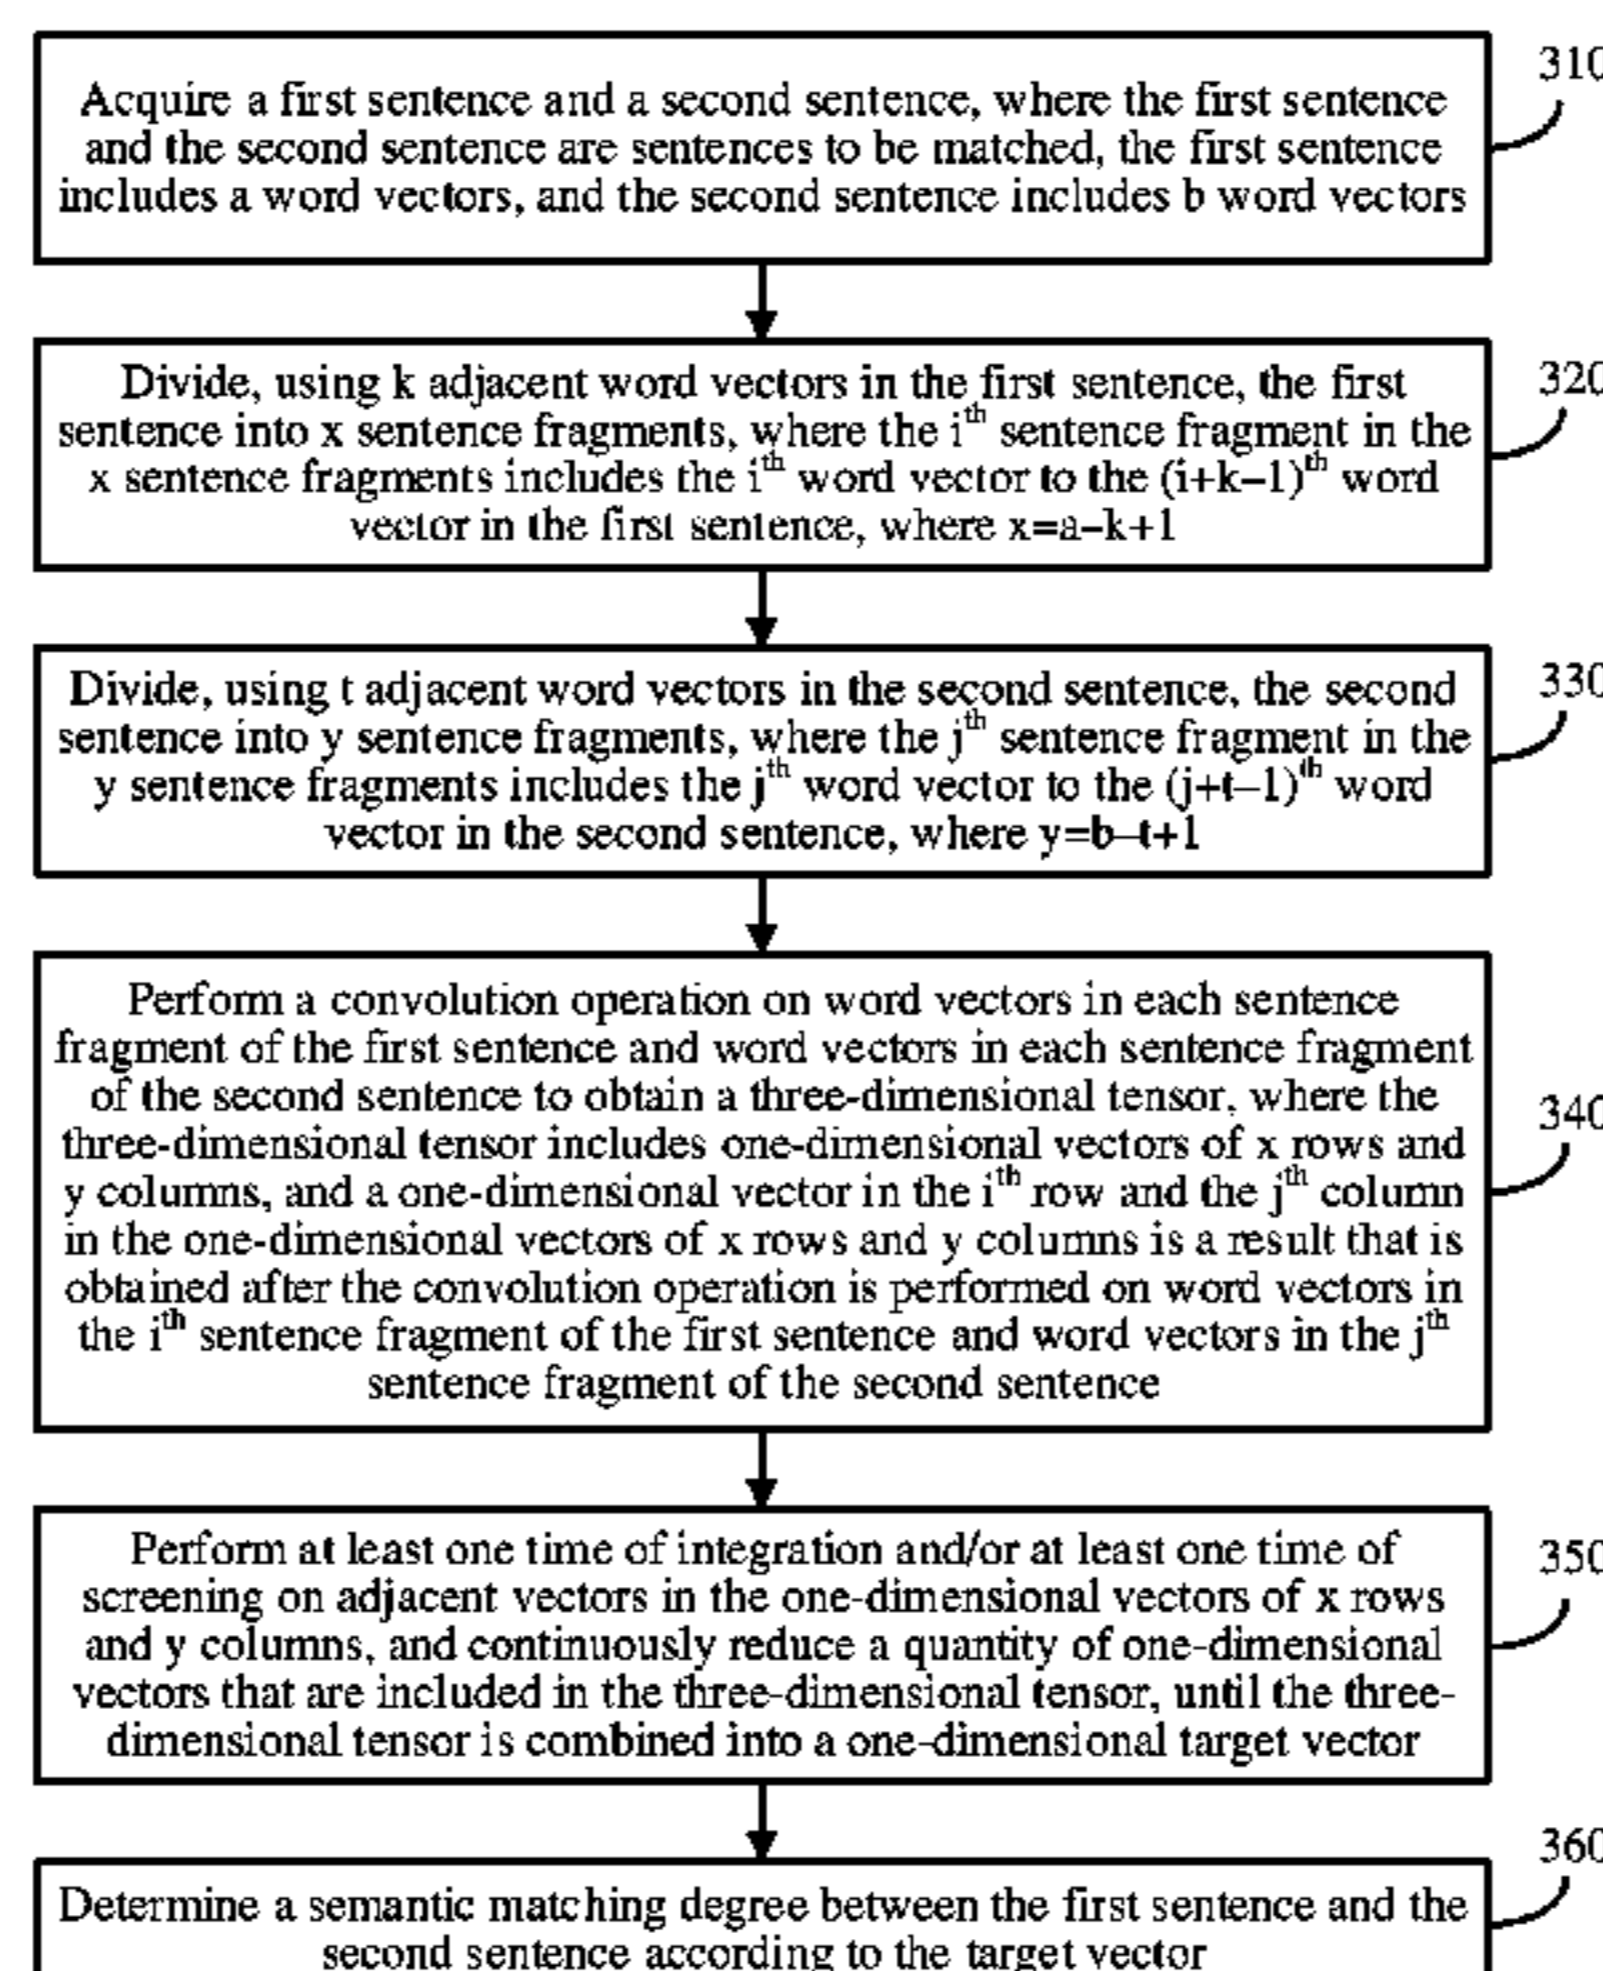 310
Acquire a first sentence and a second sentence, where the first sentence
and the second sentence are sentences to be matched, the first sentence
includes a word vectors, and the second sentence includes b word vectors
320
Divide, using k adjacent word vectors in the first sentence, the first
sentence into x sentence fragments, where the iᵗʰ sentence fragment in the
x sentence fragments includes the iᵗʰ word vector to the (i+k–1)ᵗʰ word
vector in the first sentence, where x=a–k+1
330
Divide, using t adjacent word vectors in the second sentence, the second
sentence into y sentence fragments, where the jᵗʰ sentence fragment in the
y sentence fragments includes the jᵗʰ word vector to the (j+t–1)ᵗʰ word
vector in the second sentence, where y=b–t+1
340
Perform a convolution operation on word vectors in each sentence
fragment of the first sentence and word vectors in each sentence fragment
of the second sentence to obtain a three-dimensional tensor, where the
three-dimensional tensor includes one-dimensional vectors of x rows and
y columns, and a one-dimensional vector in the iᵗʰ row and the jᵗʰ column
in the one-dimensional vectors of x rows and y columns is a result that is
obtained after the convolution operation is performed on word vectors in
the iᵗʰ sentence fragment of the first sentence and word vectors in the jᵗʰ
sentence fragment of the second sentence
350
Perform at least one time of integration and/or at least one time of
screening on adjacent vectors in the one-dimensional vectors of x rows
and y columns, and continuously reduce a quantity of one-dimensional
vectors that are included in the three-dimensional tensor, until the three-
dimensional tensor is combined into a one-dimensional target vector
360
Determine a semantic matching degree between the first sentence and the
second sentence according to the target vector